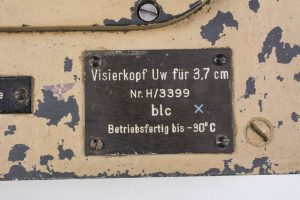 Visierkopf Uw für 3,7 cm
Nr. H/3399
blc x
Betriebsfertig bis -30°C